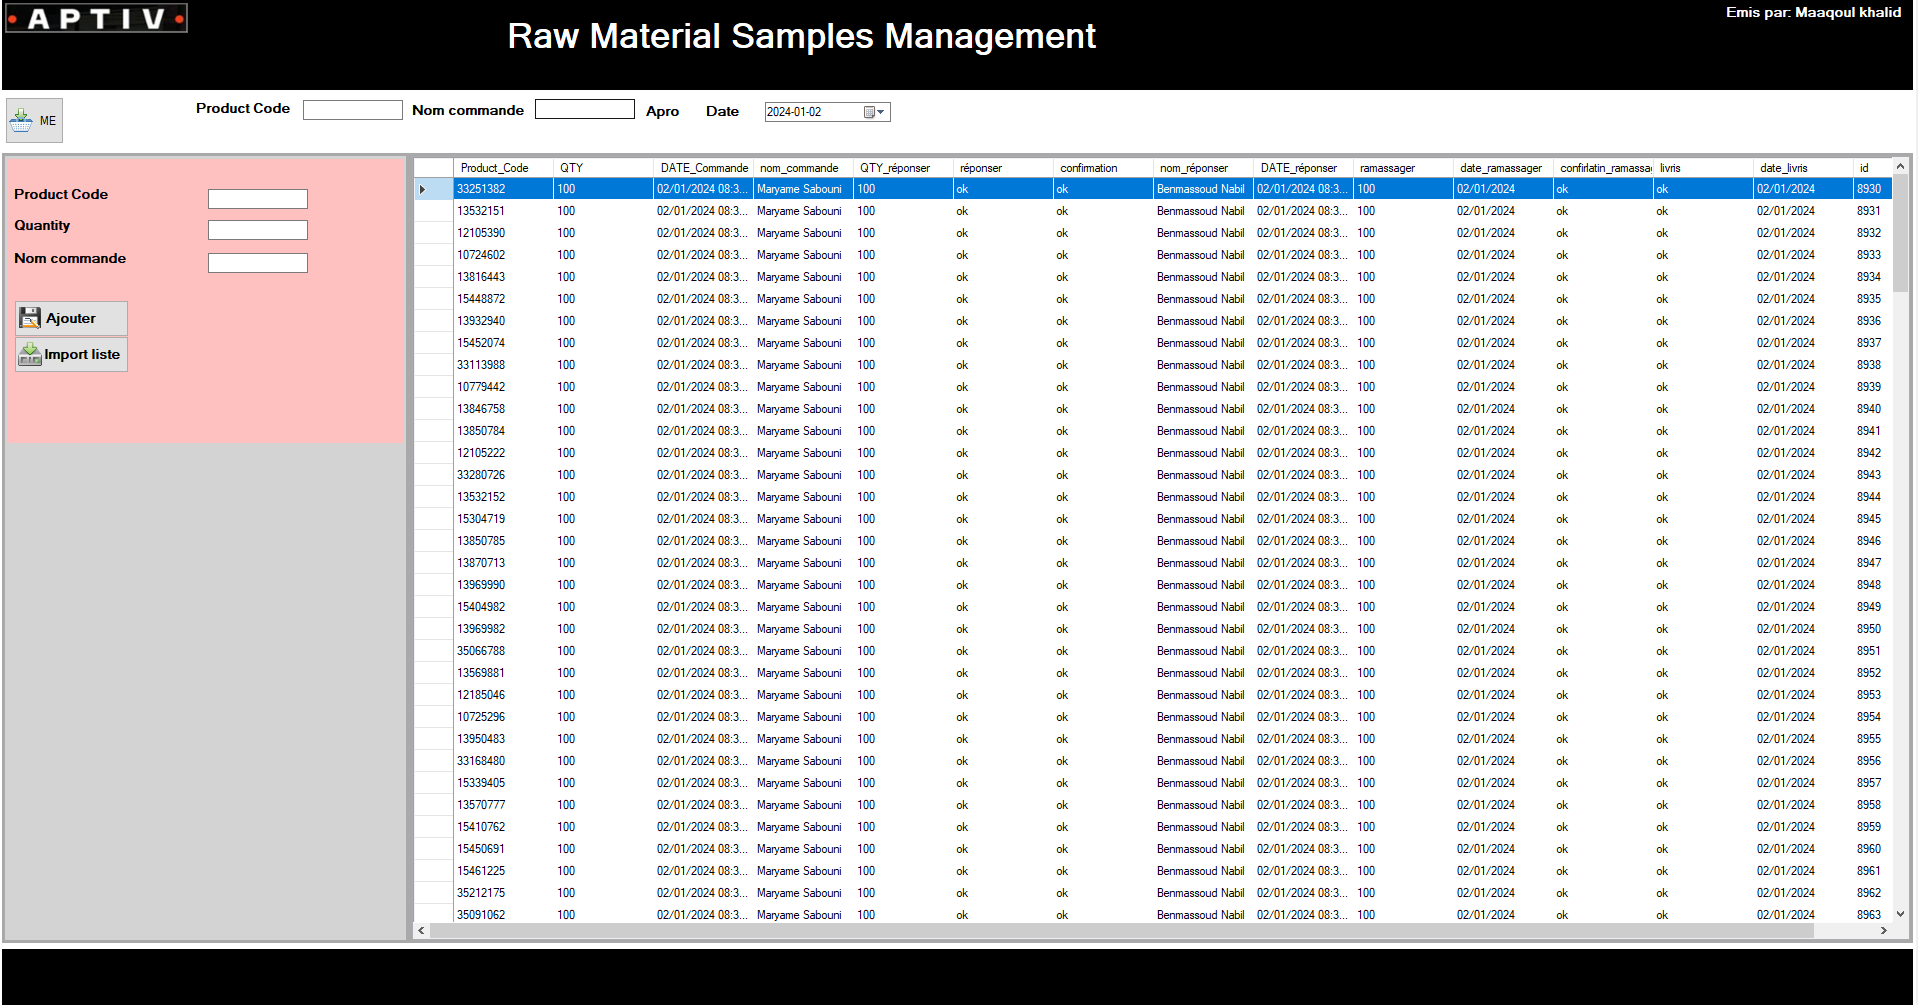 APTIV
Raw Material Samples Management
Emis par: Maaqoul khalid
ME
Product Code Nom commande Apro Date 2024-01-02
Product Code
Quantity
Nom commande
Ajouter
Import liste
Product_Code QTY DATE_Commande nom_commande QTY_réponser réponser confirmation nom_réponser DATE_réponser ramassager date_ramassager confirlatin_ramassa livris date_livris id
33251382 100 02/01/2024 08:3... Maryame Sabouni 100 ok ok Benmassoud Nabil 02/01/2024 08:3... 100 02/01/2024 ok ok 02/01/2024 8930
13532151 100 02/01/2024 08:3... Maryame Sabouni 100 ok ok Benmassoud Nabil 02/01/2024 08:3... 100 02/01/2024 ok ok 02/01/2024 8931
12105390 100 02/01/2024 08:3... Maryame Sabouni 100 ok ok Benmassoud Nabil 02/01/2024 08:3... 100 02/01/2024 ok ok 02/01/2024 8932
10724602 100 02/01/2024 08:3... Maryame Sabouni 100 ok ok Benmassoud Nabil 02/01/2024 08:3... 100 02/01/2024 ok ok 02/01/2024 8933
13816443 100 02/01/2024 08:3... Maryame Sabouni 100 ok ok Benmassoud Nabil 02/01/2024 08:3... 100 02/01/2024 ok ok 02/01/2024 8934
15448872 100 02/01/2024 08:3... Maryame Sabouni 100 ok ok Benmassoud Nabil 02/01/2024 08:3... 100 02/01/2024 ok ok 02/01/2024 8935
13932940 100 02/01/2024 08:3... Maryame Sabouni 100 ok ok Benmassoud Nabil 02/01/2024 08:3... 100 02/01/2024 ok ok 02/01/2024 8936
15452074 100 02/01/2024 08:3... Maryame Sabouni 100 ok ok Benmassoud Nabil 02/01/2024 08:3... 100 02/01/2024 ok ok 02/01/2024 8937
33113988 100 02/01/2024 08:3... Maryame Sabouni 100 ok ok Benmassoud Nabil 02/01/2024 08:3... 100 02/01/2024 ok ok 02/01/2024 8938
10779442 100 02/01/2024 08:3... Maryame Sabouni 100 ok ok Benmassoud Nabil 02/01/2024 08:3... 100 02/01/2024 ok ok 02/01/2024 8939
13846758 100 02/01/2024 08:3... Maryame Sabouni 100 ok ok Benmassoud Nabil 02/01/2024 08:3... 100 02/01/2024 ok ok 02/01/2024 8940
13850784 100 02/01/2024 08:3... Maryame Sabouni 100 ok ok Benmassoud Nabil 02/01/2024 08:3... 100 02/01/2024 ok ok 02/01/2024 8941
12105222 100 02/01/2024 08:3... Maryame Sabouni 100 ok ok Benmassoud Nabil 02/01/2024 08:3... 100 02/01/2024 ok ok 02/01/2024 8942
33280726 100 02/01/2024 08:3... Maryame Sabouni 100 ok ok Benmassoud Nabil 02/01/2024 08:3... 100 02/01/2024 ok ok 02/01/2024 8943
13532152 100 02/01/2024 08:3... Maryame Sabouni 100 ok ok Benmassoud Nabil 02/01/2024 08:3... 100 02/01/2024 ok ok 02/01/2024 8944
15304719 100 02/01/2024 08:3... Maryame Sabouni 100 ok ok Benmassoud Nabil 02/01/2024 08:3... 100 02/01/2024 ok ok 02/01/2024 8945
13850785 100 02/01/2024 08:3... Maryame Sabouni 100 ok ok Benmassoud Nabil 02/01/2024 08:3... 100 02/01/2024 ok ok 02/01/2024 8946
13870713 100 02/01/2024 08:3... Maryame Sabouni 100 ok ok Benmassoud Nabil 02/01/2024 08:3... 100 02/01/2024 ok ok 02/01/2024 8947
13969990 100 02/01/2024 08:3... Maryame Sabouni 100 ok ok Benmassoud Nabil 02/01/2024 08:3... 100 02/01/2024 ok ok 02/01/2024 8948
15404982 100 02/01/2024 08:3... Maryame Sabouni 100 ok ok Benmassoud Nabil 02/01/2024 08:3... 100 02/01/2024 ok ok 02/01/2024 8949
13969982 100 02/01/2024 08:3... Maryame Sabouni 100 ok ok Benmassoud Nabil 02/01/2024 08:3... 100 02/01/2024 ok ok 02/01/2024 8950
35066788 100 02/01/2024 08:3... Maryame Sabouni 100 ok ok Benmassoud Nabil 02/01/2024 08:3... 100 02/01/2024 ok ok 02/01/2024 8951
13569881 100 02/01/2024 08:3... Maryame Sabouni 100 ok ok Benmassoud Nabil 02/01/2024 08:3... 100 02/01/2024 ok ok 02/01/2024 8952
12185046 100 02/01/2024 08:3... Maryame Sabouni 100 ok ok Benmassoud Nabil 02/01/2024 08:3... 100 02/01/2024 ok ok 02/01/2024 8953
10725296 100 02/01/2024 08:3... Maryame Sabouni 100 ok ok Benmassoud Nabil 02/01/2024 08:3... 100 02/01/2024 ok ok 02/01/2024 8954
13950483 100 02/01/2024 08:3... Maryame Sabouni 100 ok ok Benmassoud Nabil 02/01/2024 08:3... 100 02/01/2024 ok ok 02/01/2024 8955
33168480 100 02/01/2024 08:3... Maryame Sabouni 100 ok ok Benmassoud Nabil 02/01/2024 08:3... 100 02/01/2024 ok ok 02/01/2024 8956
15339405 100 02/01/2024 08:3... Maryame Sabouni 100 ok ok Benmassoud Nabil 02/01/2024 08:3... 100 02/01/2024 ok ok 02/01/2024 8957
13570777 100 02/01/2024 08:3... Maryame Sabouni 100 ok ok Benmassoud Nabil 02/01/2024 08:3... 100 02/01/2024 ok ok 02/01/2024 8958
15410762 100 02/01/2024 08:3... Maryame Sabouni 100 ok ok Benmassoud Nabil 02/01/2024 08:3... 100 02/01/2024 ok ok 02/01/2024 8959
15450691 100 02/01/2024 08:3... Maryame Sabouni 100 ok ok Benmassoud Nabil 02/01/2024 08:3... 100 02/01/2024 ok ok 02/01/2024 8960
15461225 100 02/01/2024 08:3... Maryame Sabouni 100 ok ok Benmassoud Nabil 02/01/2024 08:3... 100 02/01/2024 ok ok 02/01/2024 8961
35212175 100 02/01/2024 08:3... Maryame Sabouni 100 ok ok Benmassoud Nabil 02/01/2024 08:3... 100 02/01/2024 ok ok 02/01/2024 8962
35091062 100 02/01/2024 08:3... Maryame Sabouni 100 ok ok Benmassoud Nabil 02/01/2024 08:3... 100 02/01/2024 ok ok 02/01/2024 8963